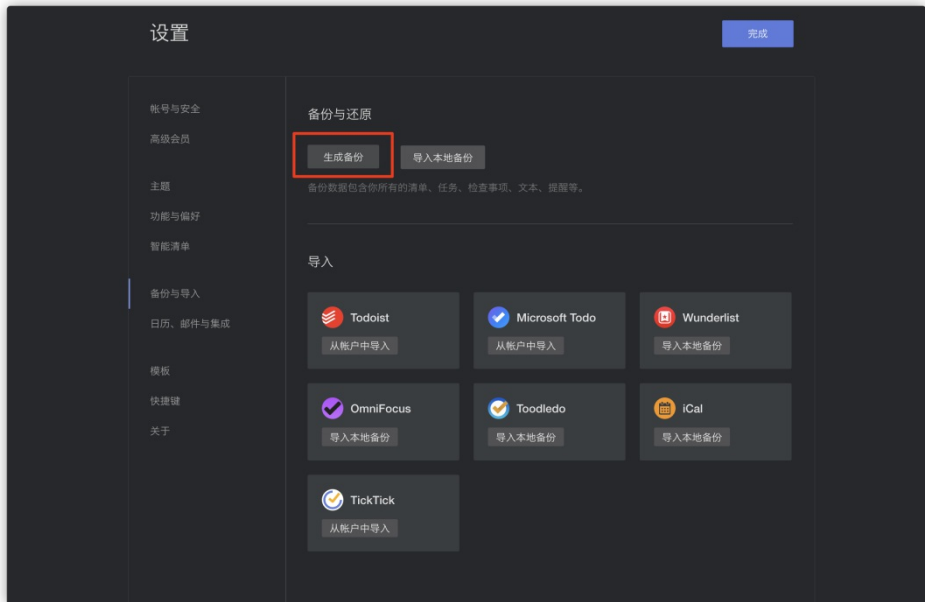 设置
完成
帐号与安全
高级会员
主题
功能与偏好
智能清单
备份与导入
日历、邮件与集成
模板
快捷键
关于
备份与还原
生成备份
导入本地备份
备份数据包含你所有的清单、任务、检查事项、文本、提醒等。
导入
Todoist
从帐户中导入
Microsoft Todo
从帐户中导入
Wunderlist
导入本地备份
OmniFocus
导入本地备份
Toodledo
导入本地备份
iCal
导入本地备份
TickTick
从帐户中导入